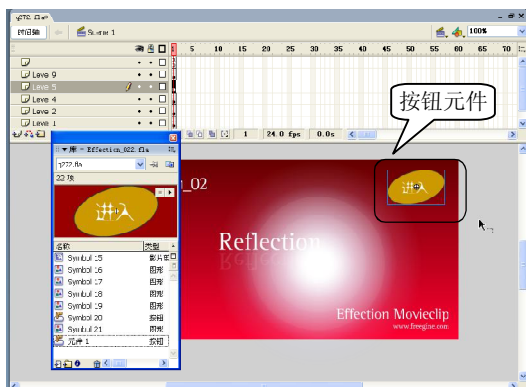 时间轴 Scene 1 100%
5 10 15 20 25 30 35 40 45 50 55 60 65 70
Leve 9
Leve 5
Leve 4
Leve 2
Leve 1
1 24.0 fps 0.0s
按钮元件
库 - Effection_022.fla
22 项
进入
_02
进入
Reflection
Effection Movieclip
www.freegine.com
名称 类型
Symbol 15 影片
Symbol 16 图形
Symbol 17 图形
Symbol 18 图形
Symbol 19 图形
Symbol 20 按钮
Symbol 21 图形
元件 1 按钮